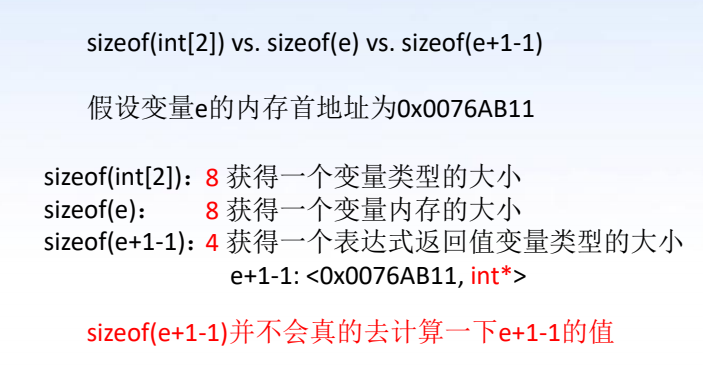 sizeof(int[2]) vs. sizeof(e) vs. sizeof(e+1-1)
假设变量e的内存首地址为0x0076AB11
sizeof(int[2])：8 获得一个变量类型的大小
sizeof(e)： 8 获得一个变量内存的大小
sizeof(e+1-1)：4 获得一个表达式返回值变量类型的大小
e+1-1: <0x0076AB11, int*>
sizeof(e+1-1)并不会真的去计算一下e+1-1的值